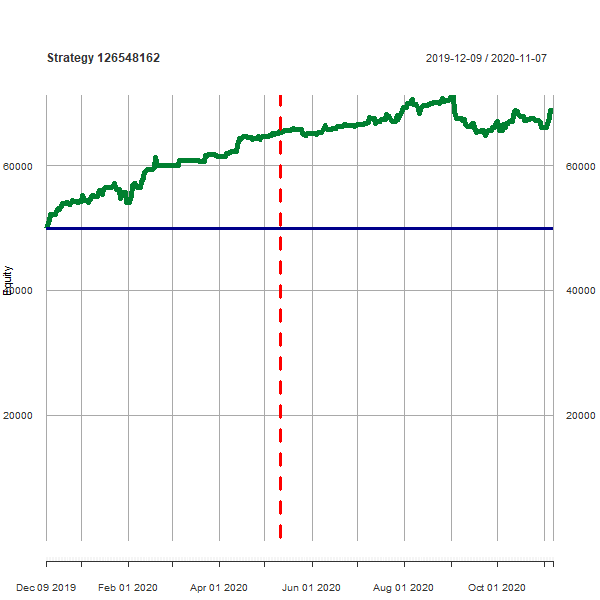 Strategy 126548162
2019-12-09 / 2020-11-07
60000
60000
Equity
40000
40000
20000
20000
Dec 09 2019
Feb 01 2020
Apr 01 2020
Jun 01 2020
Aug 01 2020
Oct 01 2020